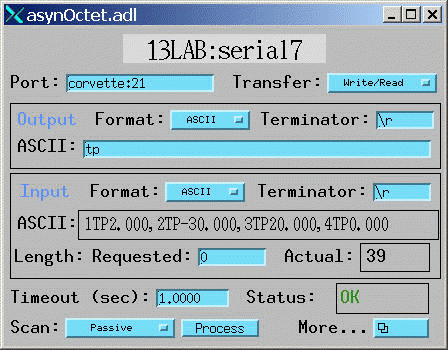 asynOctet.adl
13LAB:serial7
Port: corvette:21 Transfer: Write/Read
Output Format: ASCII Terminator: \r
ASCII: tp
Input Format: ASCII Terminator: \r
ASCII: 1TP2.000,2TP-30.000,3TP20.000,4TP0.000
Length: Requested: 0 Actual: 39
Timeout (sec): 1.0000 Status: OK
Scan: Passive Process More...